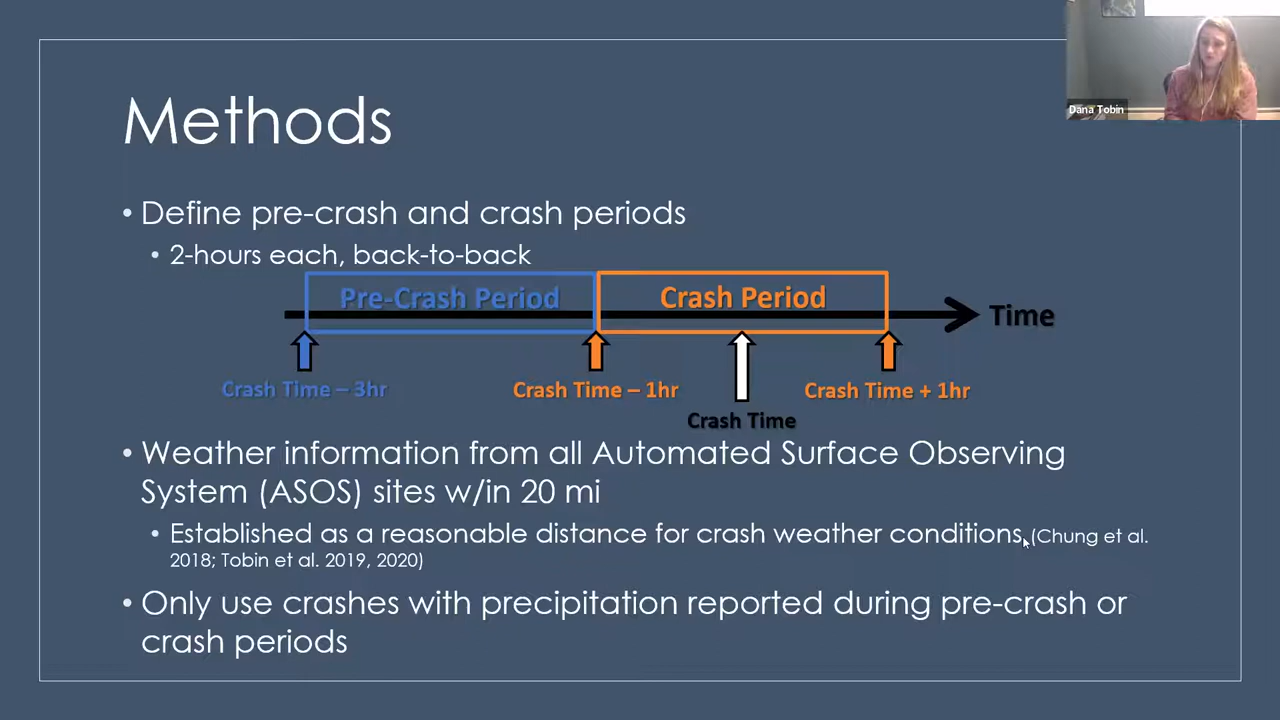 Dana Tobin
Methods
• Define pre-crash and crash periods
• 2-hours each, back-to-back
Pre-Crash Period
Crash Period
Time
Crash Time – 3hr
Crash Time – 1hr
Crash Time + 1hr
Crash Time
• Weather information from all Automated Surface Observing
System (ASOS) sites w/in 20 mi
• Established as a reasonable distance for crash weather conditions (Chung et al.
2018; Tobin et al. 2019, 2020)
• Only use crashes with precipitation reported during pre-crash or
crash periods